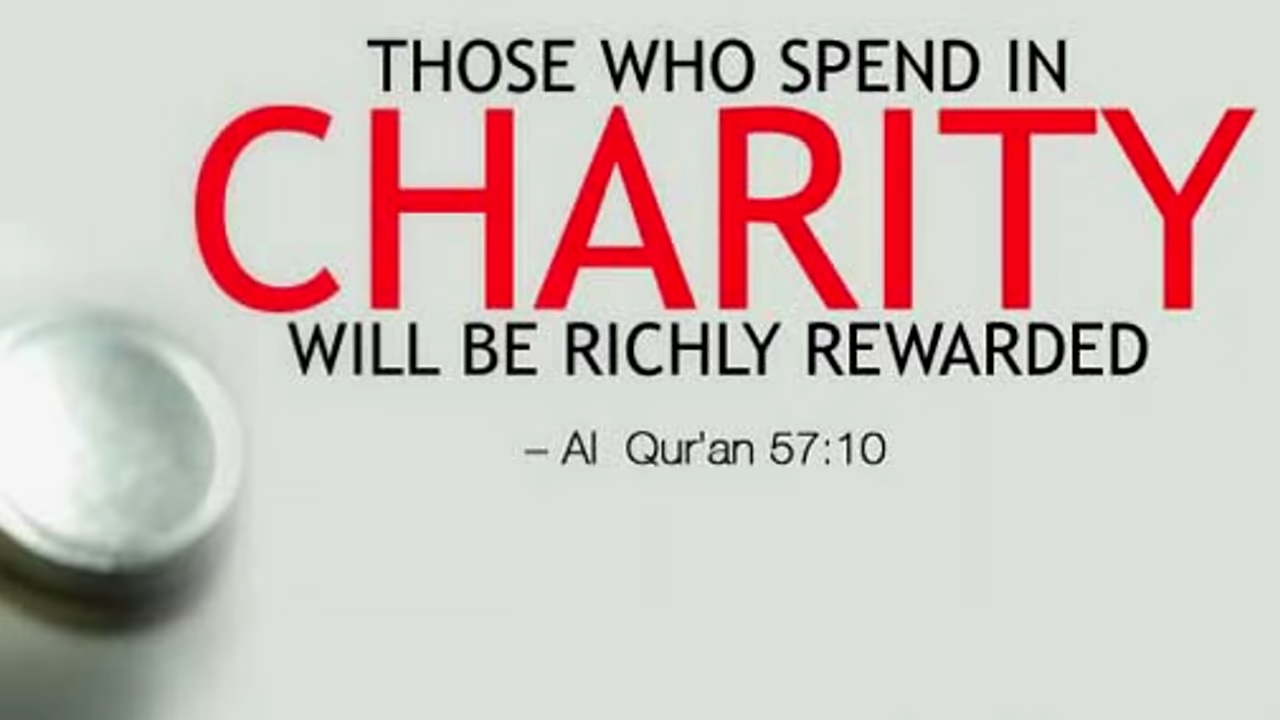 THOSE WHO SPEND IN
CHARITY
WILL BE RICHLY REWARDED
– Al Qur'an 57:10